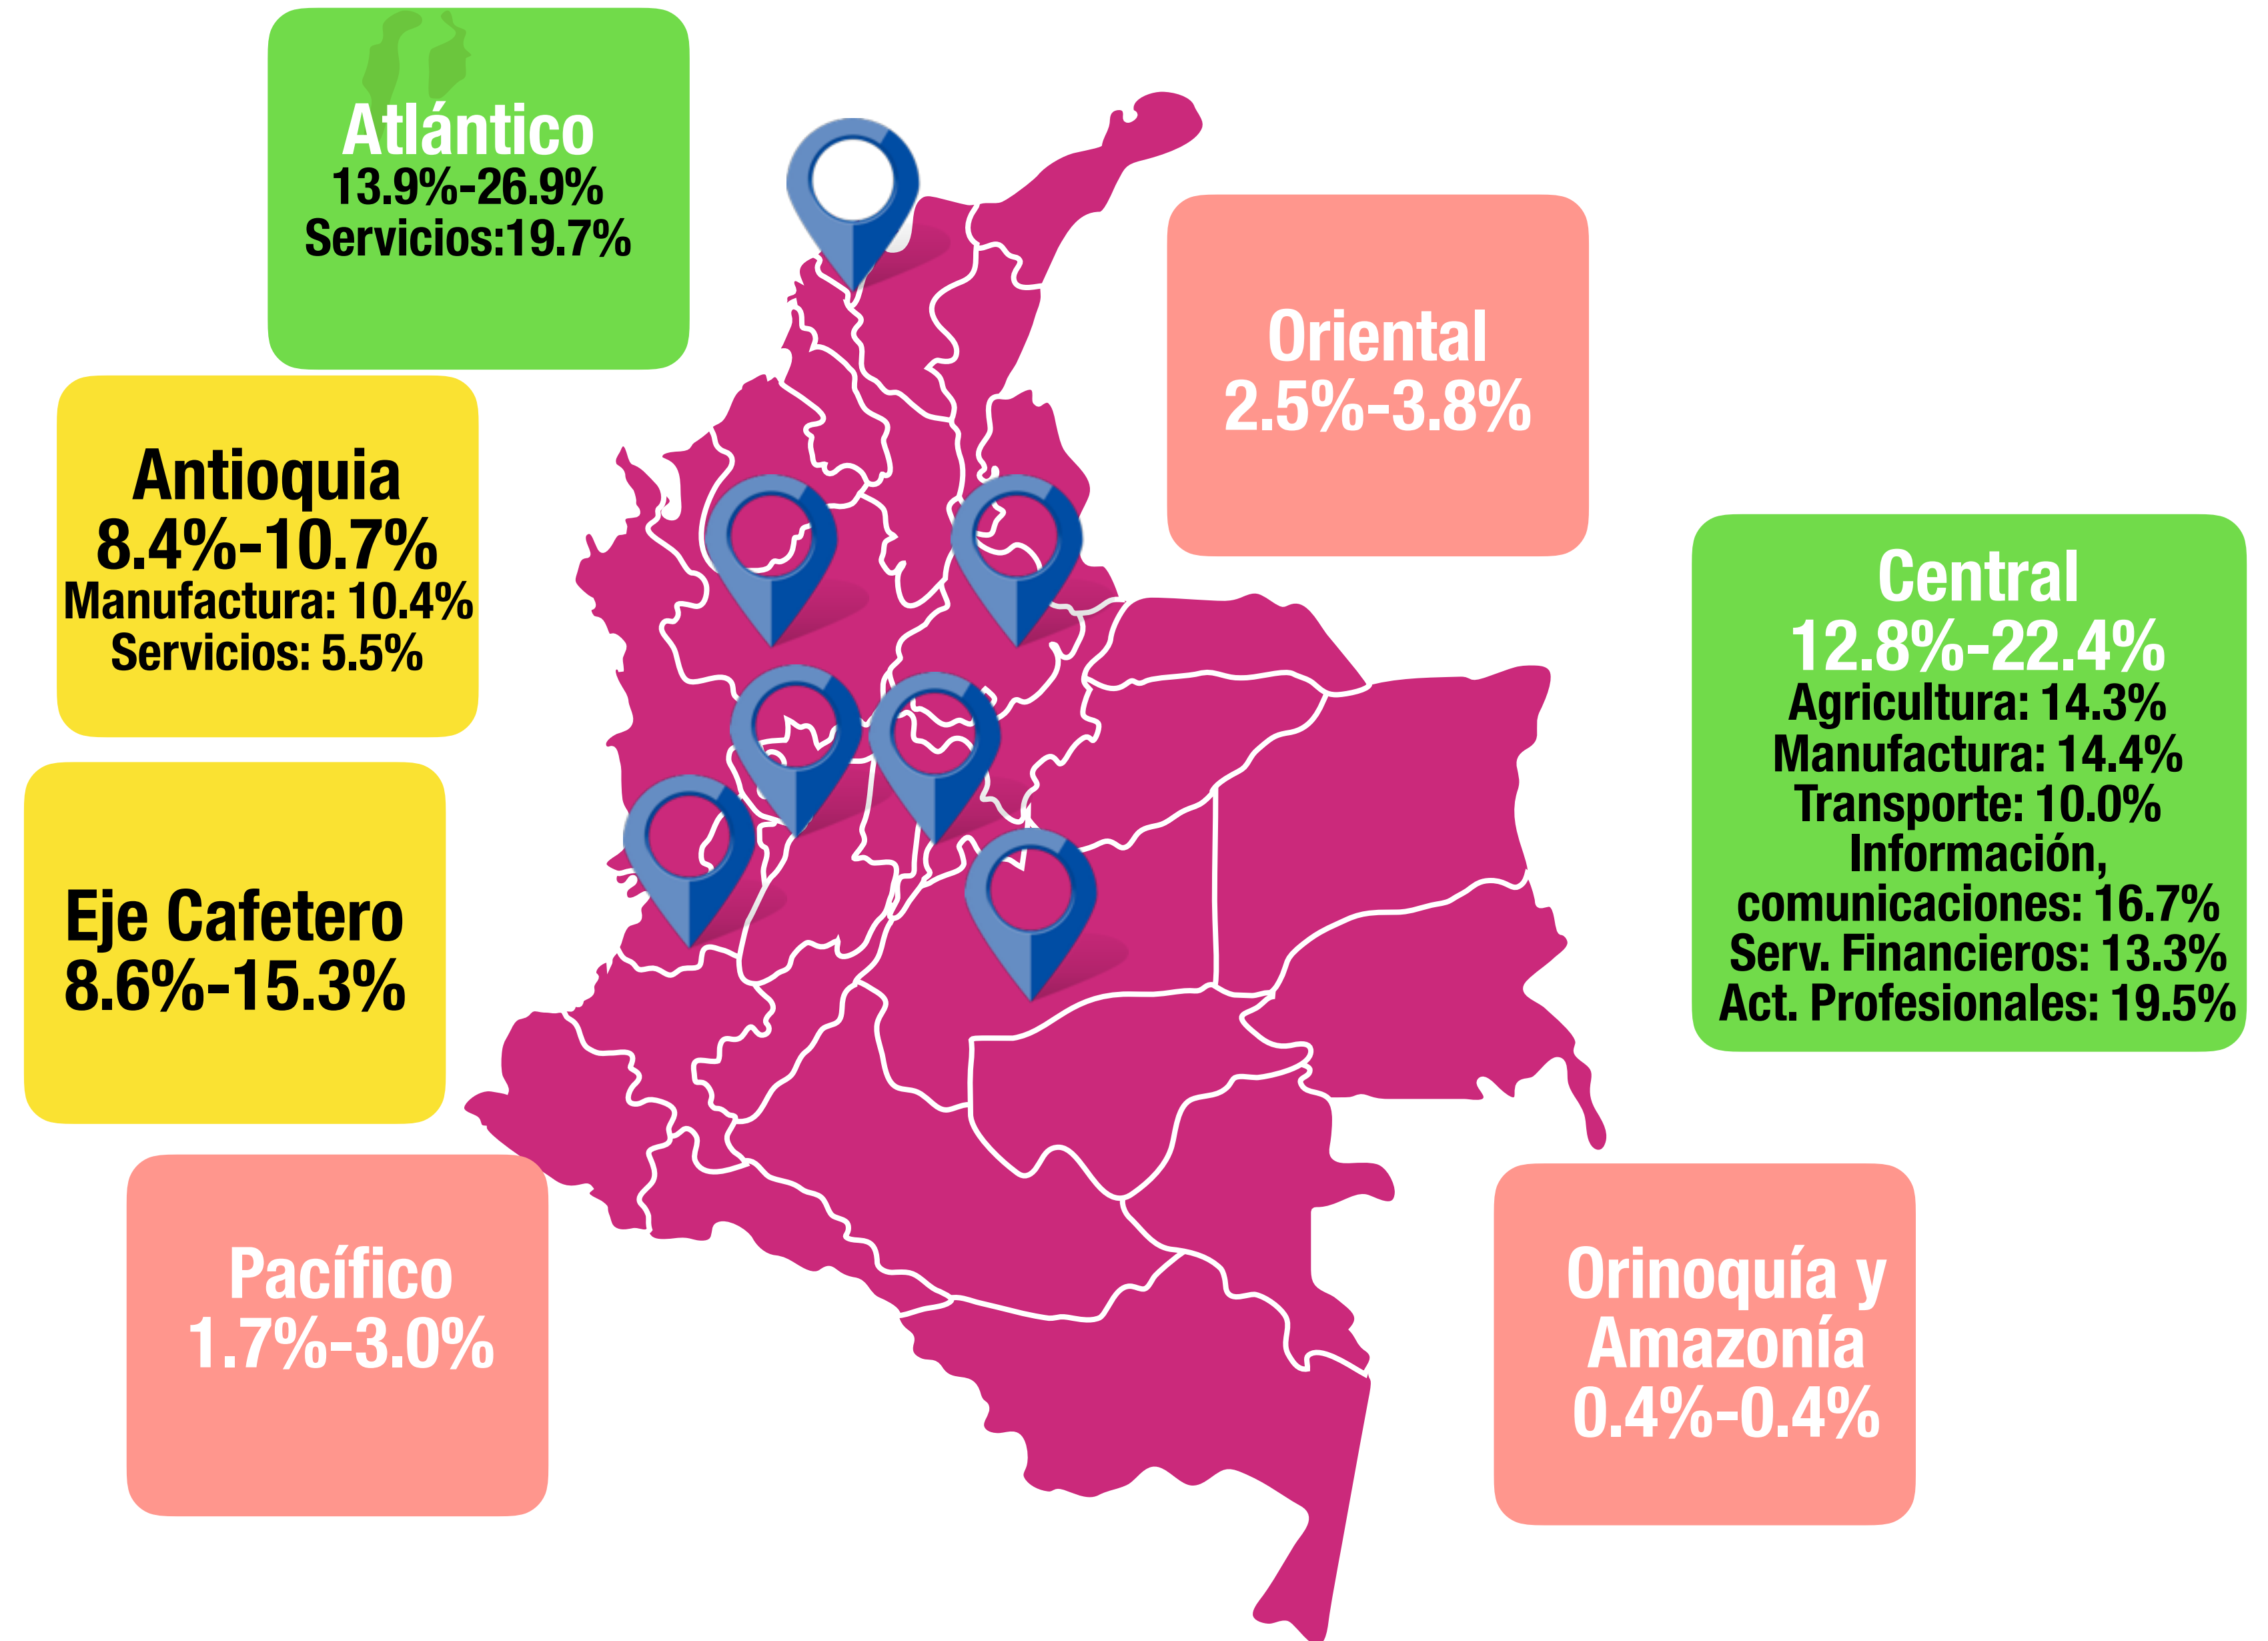 Atlántico
13.9%-26.9%
Servicios:19.7%
Oriental
2.5%-3.8%
Antioquia
8.4%-10.7%
Manufactura: 10.4%
Servicios: 5.5%
Central
12.8%-22.4%
Agricultura: 14.3%
Manufactura: 14.4%
Transporte: 10.0%
Información,
comunicaciones: 16.7%
Serv. Financieros: 13.3%
Act. Profesionales: 19.5%
Eje Cafetero
8.6%-15.3%
Pacífico
1.7%-3.0%
Orinoquía y
Amazonía
0.4%-0.4%